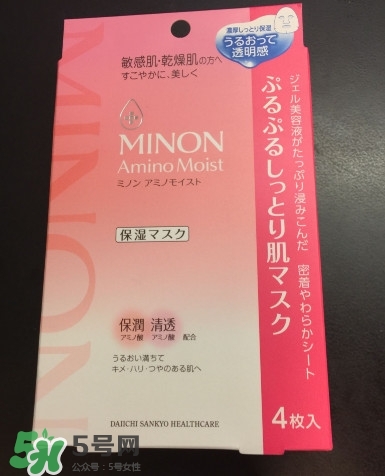 MINON
敏感肌・乾燥肌の方へ
すこやかに、美しく
濃厚しっとり保湿
うるおって
透明感
MINON
Amino Moist
ミノン アミノモイスト
保湿マスク
保潤 清透
アミノ酸 アミノ酸 配合
うるおい満ちて
キメ・ハリ・つやのある肌へ
DAIICHI SANKYO HEALTHCARE
ジェル美容液がたっぷり浸みこんだ 密着やわらかシート
ぷるぷるしっとり肌マスク
4枚入
5号网
公众号:5号女性